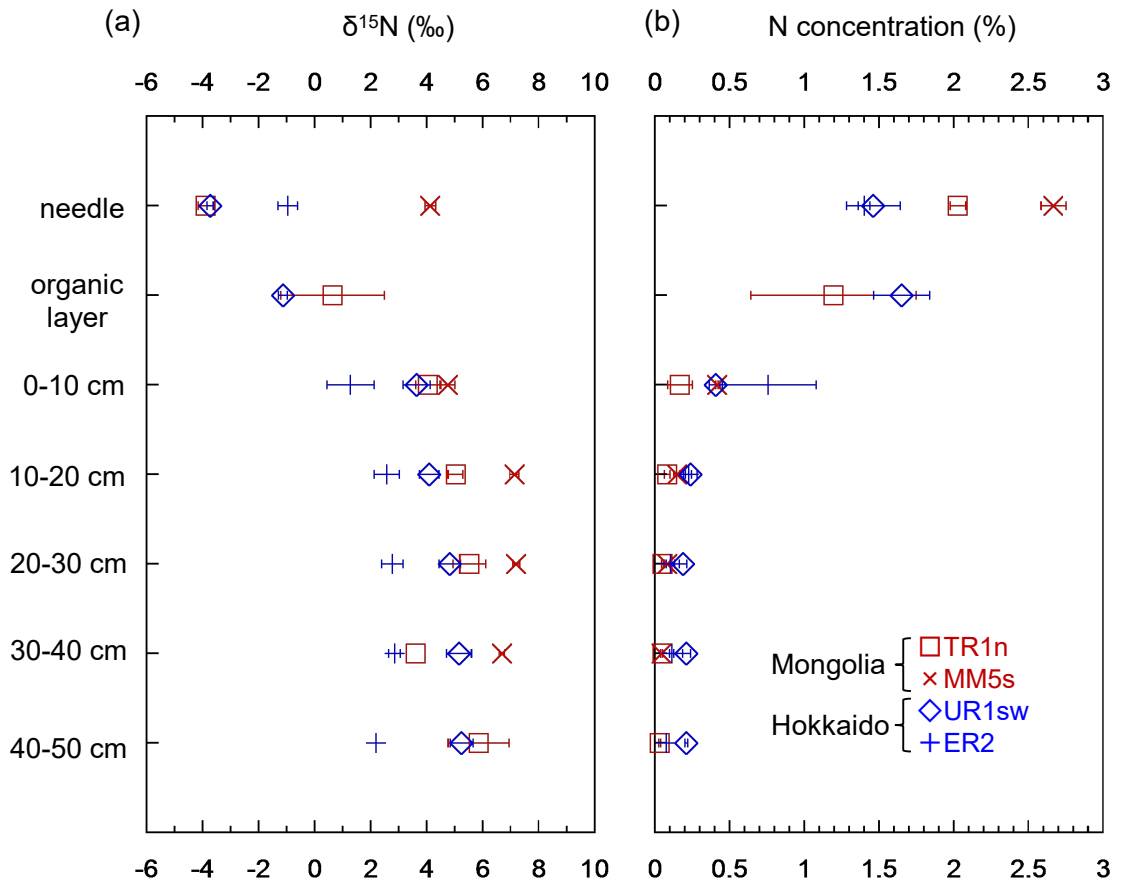 (a) δ¹⁵N (‰) (b) N concentration (%)
-6 -4 -2 0 2 4 6 8 10 0 0.5 1 1.5 2 2.5 3
needle
organic
layer
0-10 cm
10-20 cm
20-30 cm
30-40 cm
40-50 cm
Mongolia
TR1n
MM5s
Hokkaido
UR1sw
ER2
-6 -4 -2 0 2 4 6 8 10 0 0.5 1 1.5 2 2.5 3